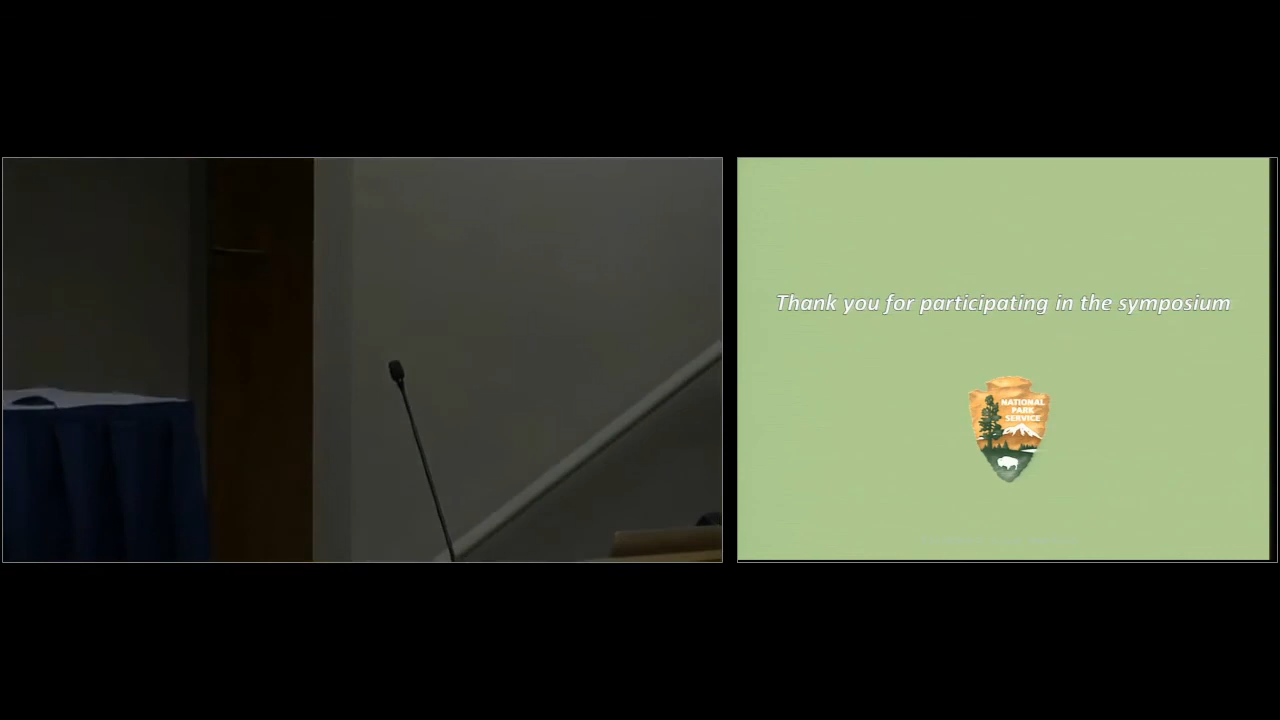 Thank you for participating in the symposium
NATIONAL
PARK
SERVICE